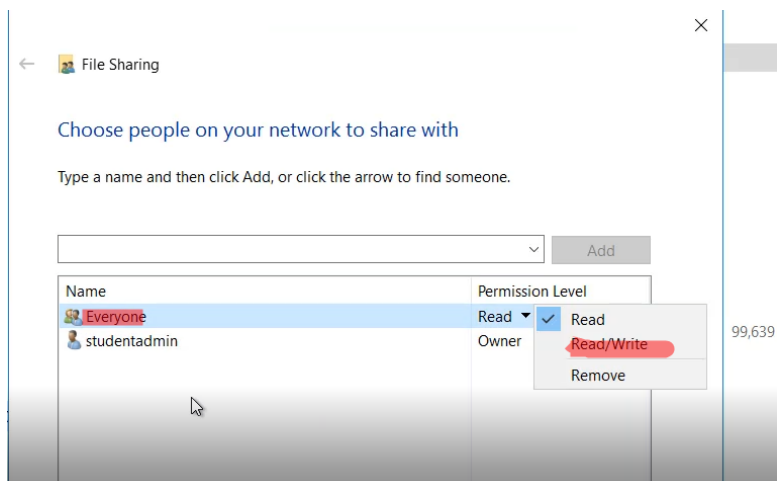 File Sharing
Choose people on your network to share with
Type a name and then click Add, or click the arrow to find someone.
Add
Name Permission Level
Everyone Read Read
studentadmin Owner Read/Write
99,639
Remove